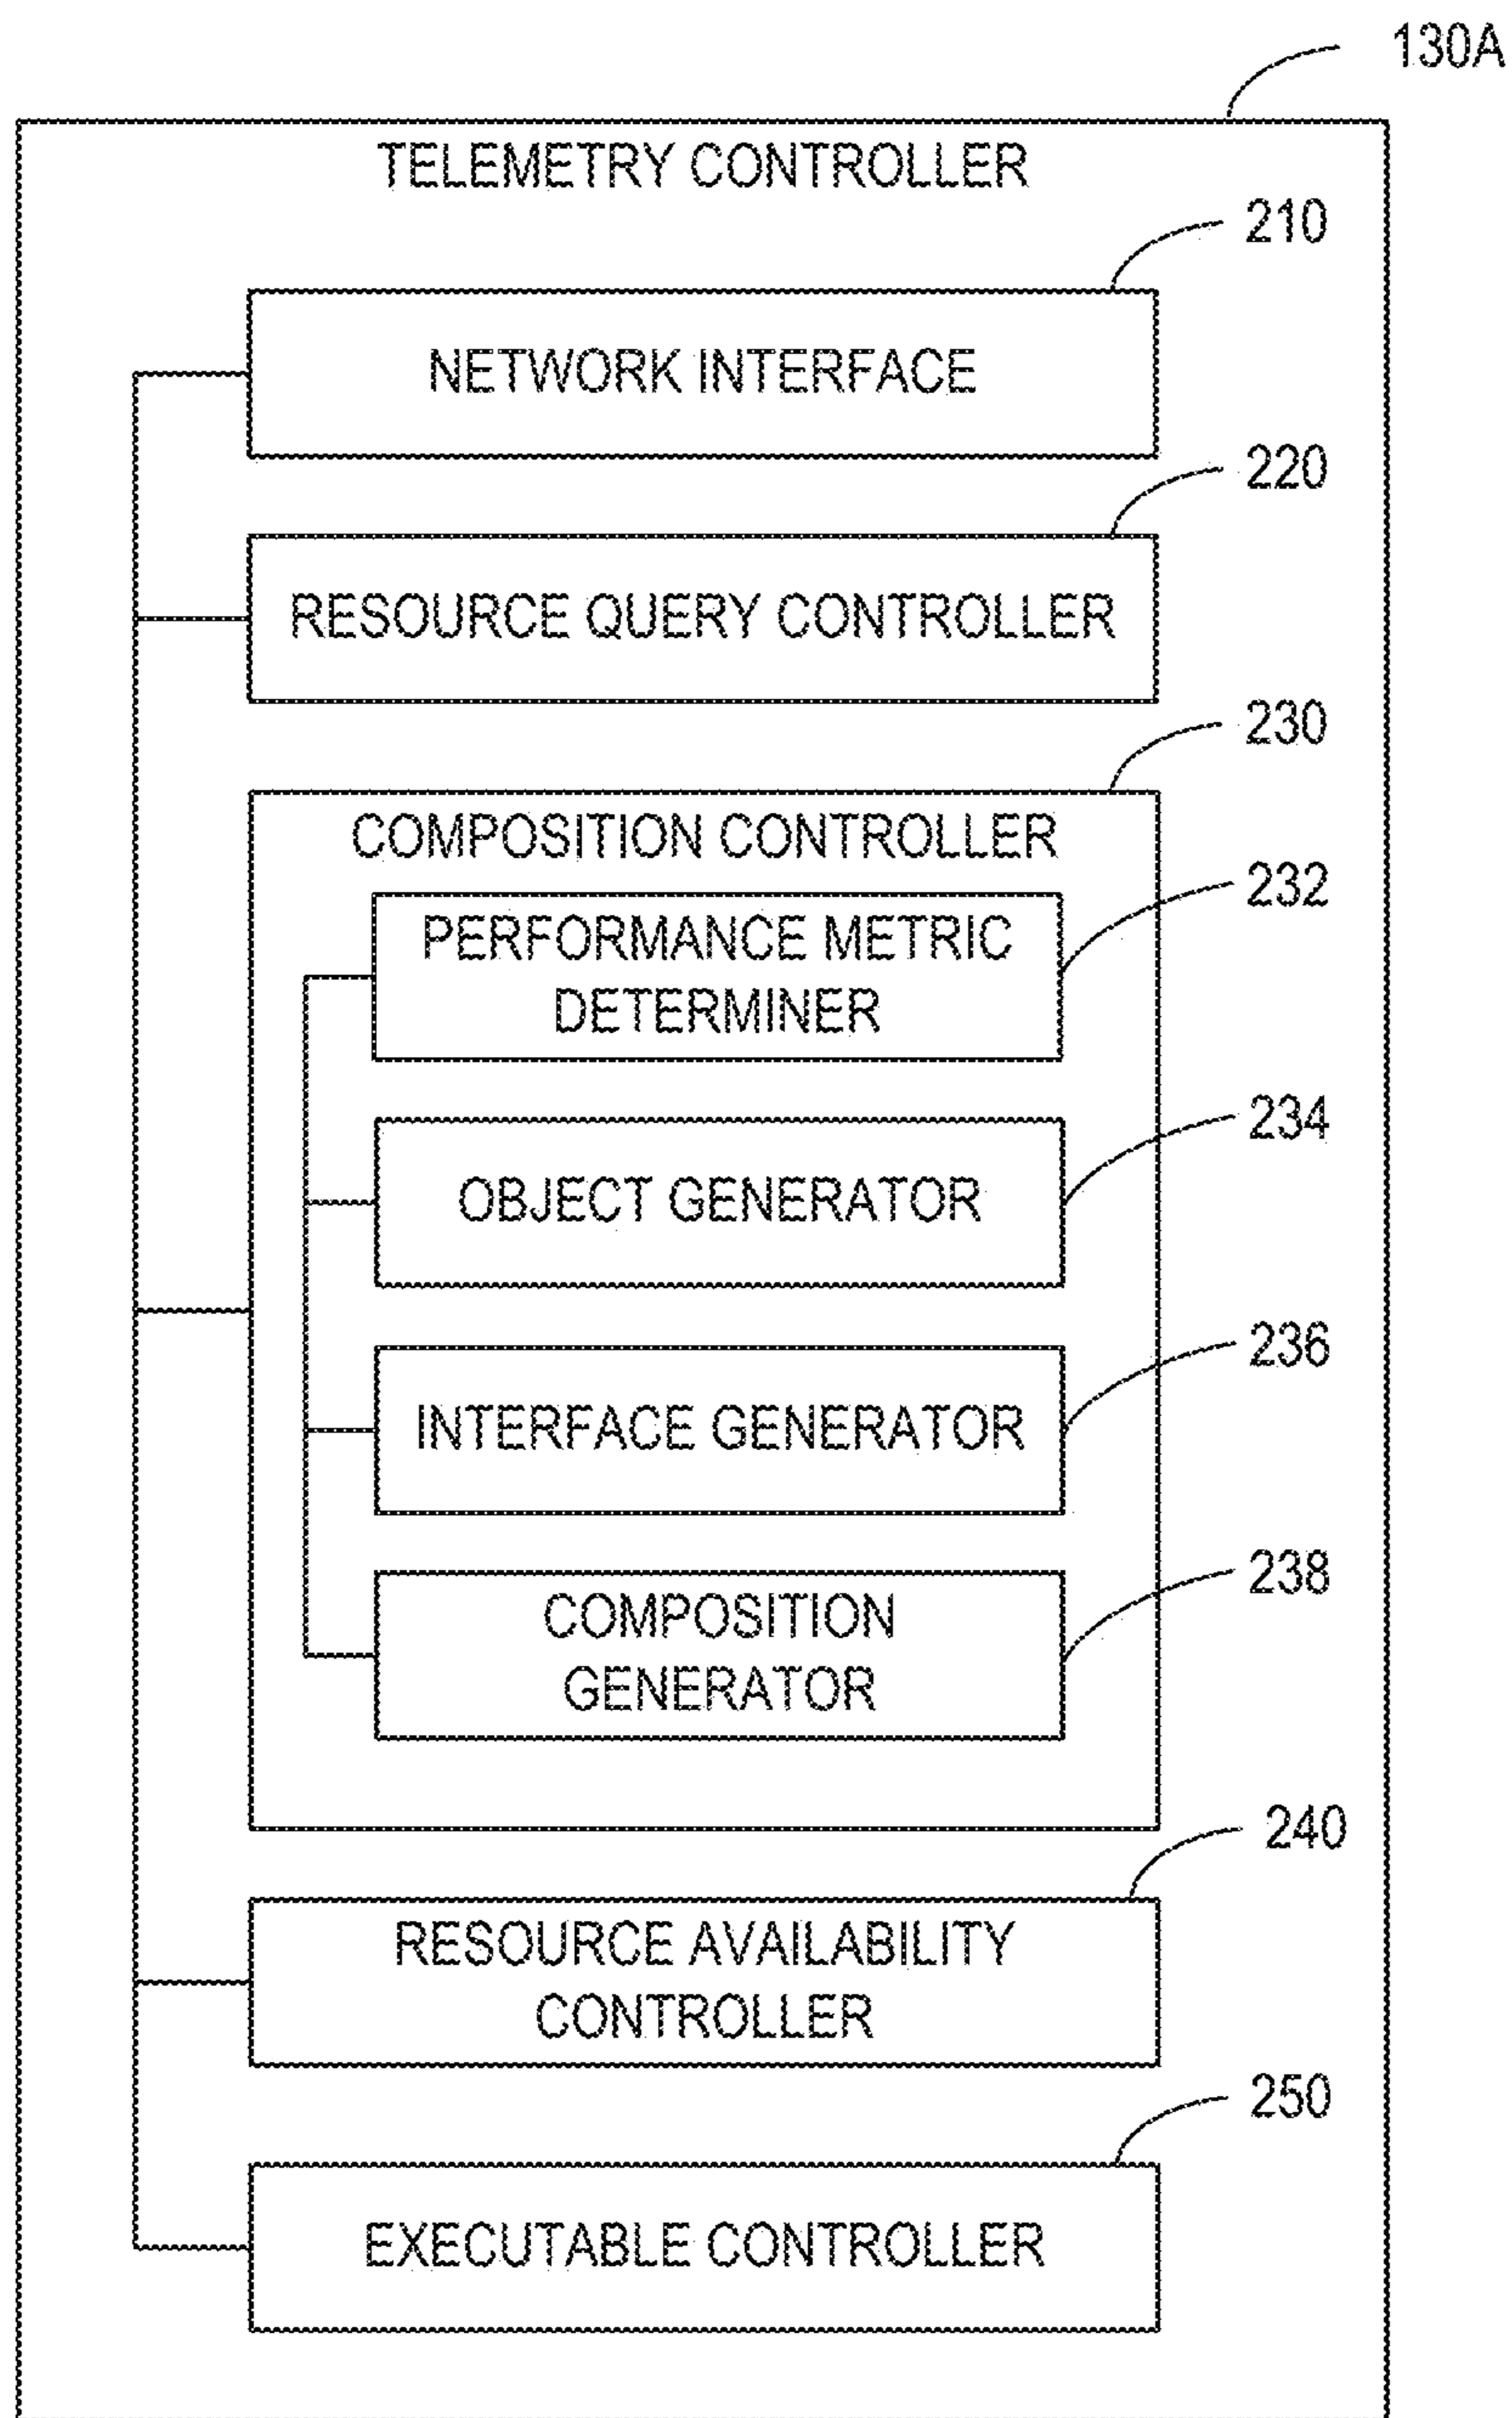 130A
TELEMETRY CONTROLLER
210
NETWORK INTERFACE
220
RESOURCE QUERY CONTROLLER
230
COMPOSITION CONTROLLER
232
PERFORMANCE METRIC
DETERMINER
234
OBJECT GENERATOR
236
INTERFACE GENERATOR
238
COMPOSITION
GENERATOR
240
RESOURCE AVAILABILITY
CONTROLLER
250
EXECUTABLE CONTROLLER